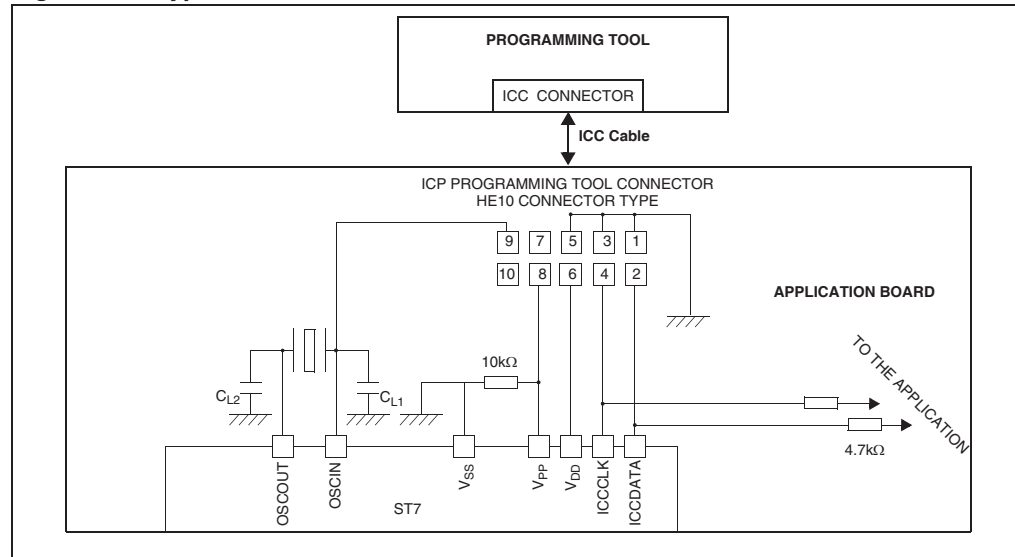 PROGRAMMING TOOL
ICC CONNECTOR
ICC Cable
ICP PROGRAMMING TOOL CONNECTOR
HE10 CONNECTOR TYPE
9 7 5 3 1
10 8 6 4 2
APPLICATION BOARD
TO THE APPLICATION
10kΩ
CL2
CL1
4.7kΩ
OSCOUT
OSCIN
VSS
VPP
VDD
ICCCLK
ICCDATA
ST7